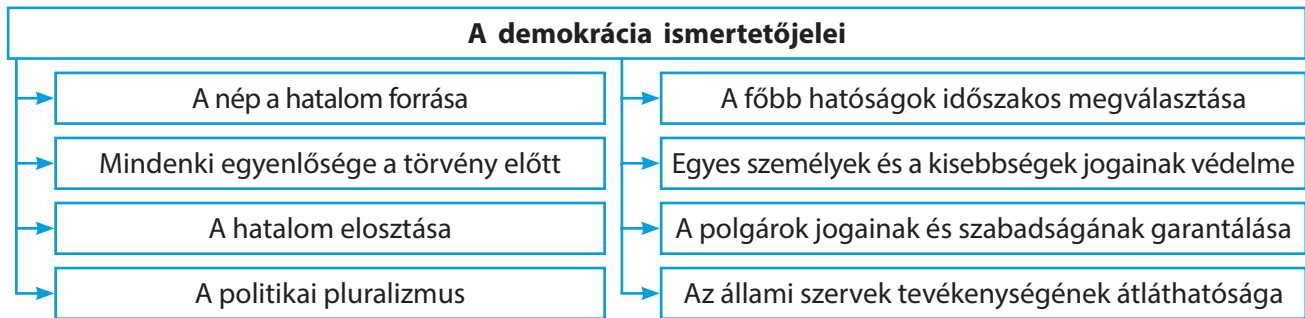 A demokrácia ismertetőjelei
A nép a hatalom forrása
Mindenki egyenlősége a törvény előtt
A hatalom elosztása
A politikai pluralizmus
A főbb hatóságok időszakos megválasztása
Egyes személyek és a kisebbségek jogainak védelme
A polgárok jogainak és szabadságának garantálása
Az állami szervek tevékenységének átláthatósága